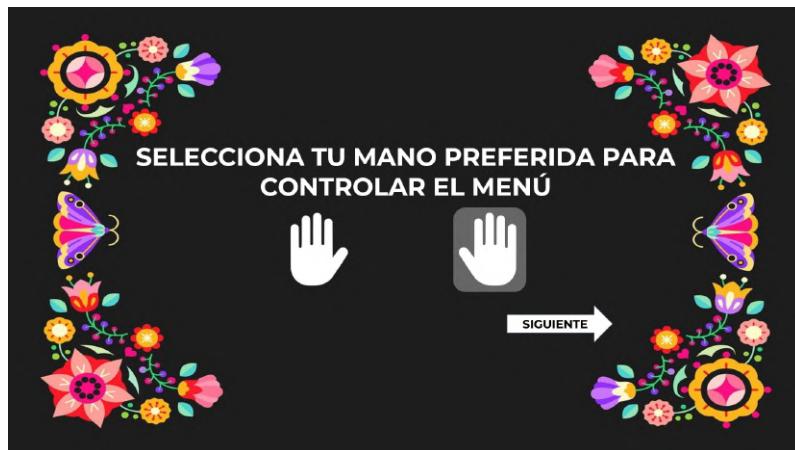 SELECCIONA TU MANO PREFERIDA PARA
CONTROLAR EL MENÚ
SIGUIENTE